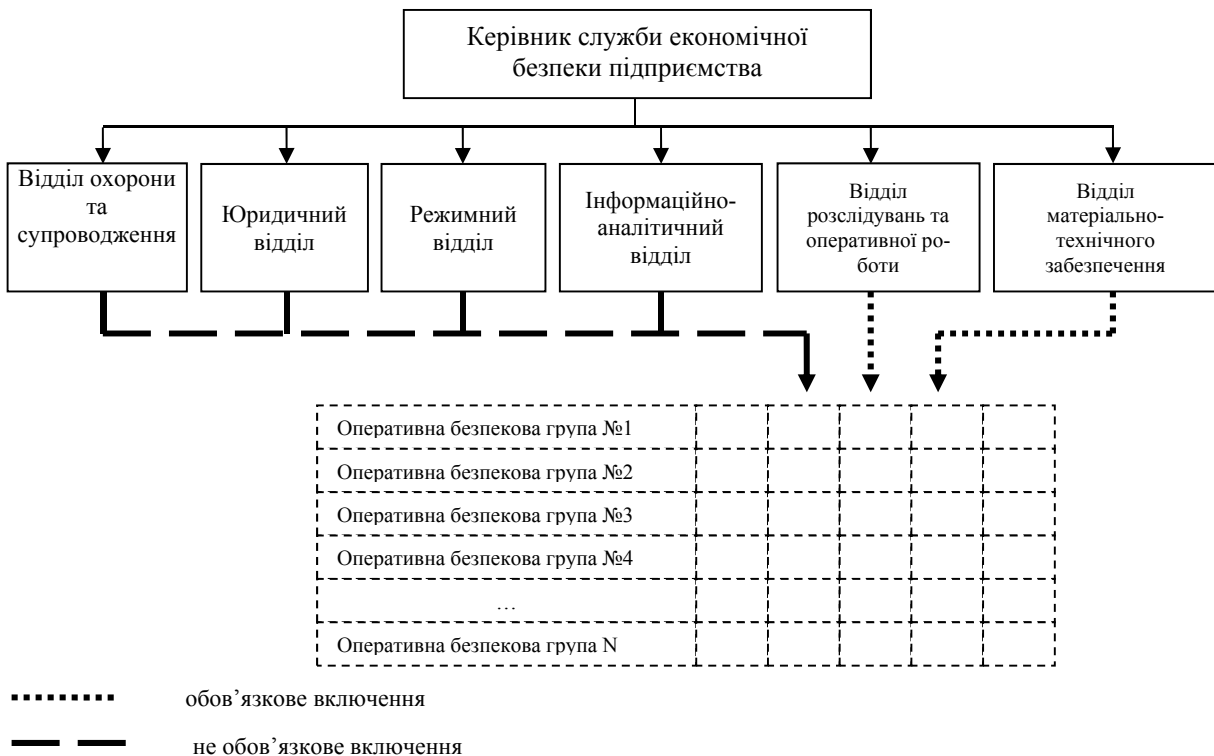 Керівник служби економічної
безпеки підприємства
Відділ охорони
та
супроводження
Юридичний
відділ
Режимний
відділ
Інформаційно-
аналітичний
відділ
Відділ
розслідувань та
оперативної ро-
боти
Відділ
матеріально-
технічного
забезпечення
Оперативна безпекова група №1
Оперативна безпекова група №2
Оперативна безпекова група №3
Оперативна безпекова група №4
…
Оперативна безпекова група N
обов’язкове включення
не обов’язкове включення